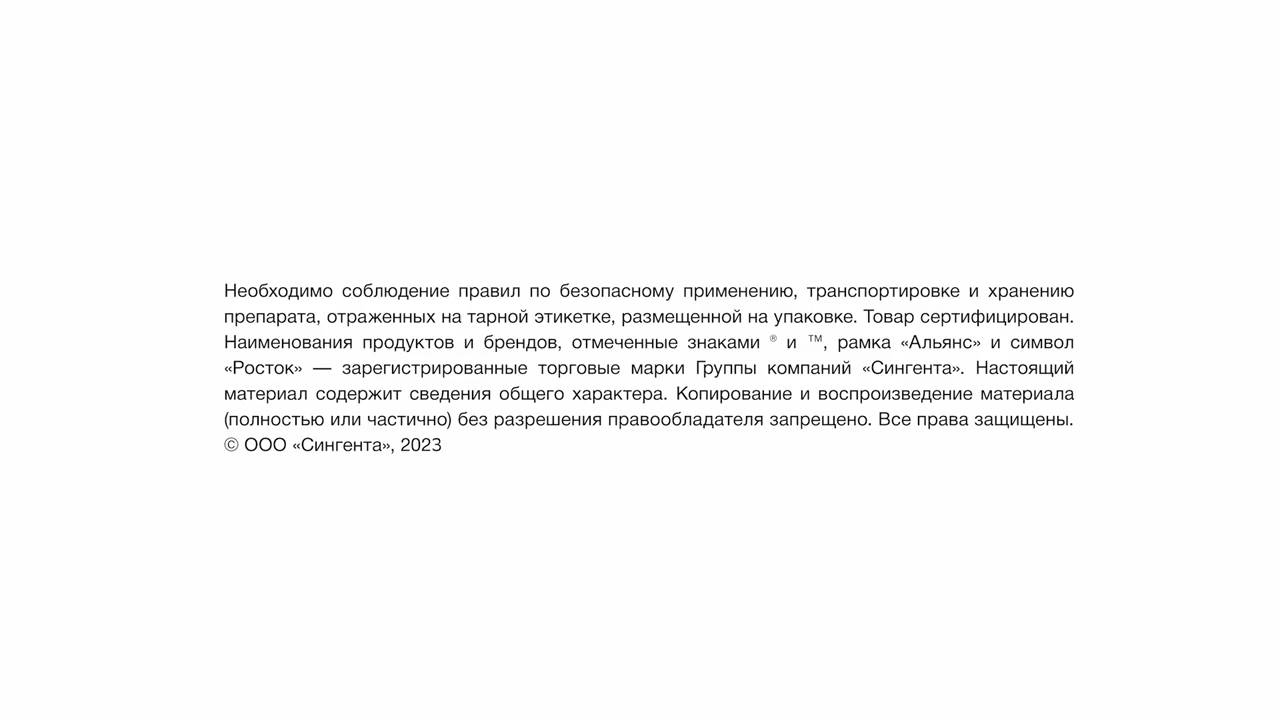 Необходимо соблюдение правил по безопасному применению, транспортировке и хранению
препарата, отраженных на тарной этикетке, размещенной на упаковке. Товар сертифицирован.
Наименования продуктов и брендов, отмеченные знаками ® и ™, рамка «Альянс» и символ
«Росток» — зарегистрированные торговые марки Группы компаний «Сингента». Настоящий
материал содержит сведения общего характера. Копирование и воспроизведение материала
(полностью или частично) без разрешения правообладателя запрещено. Все права защищены.
© ООО «Сингента», 2023